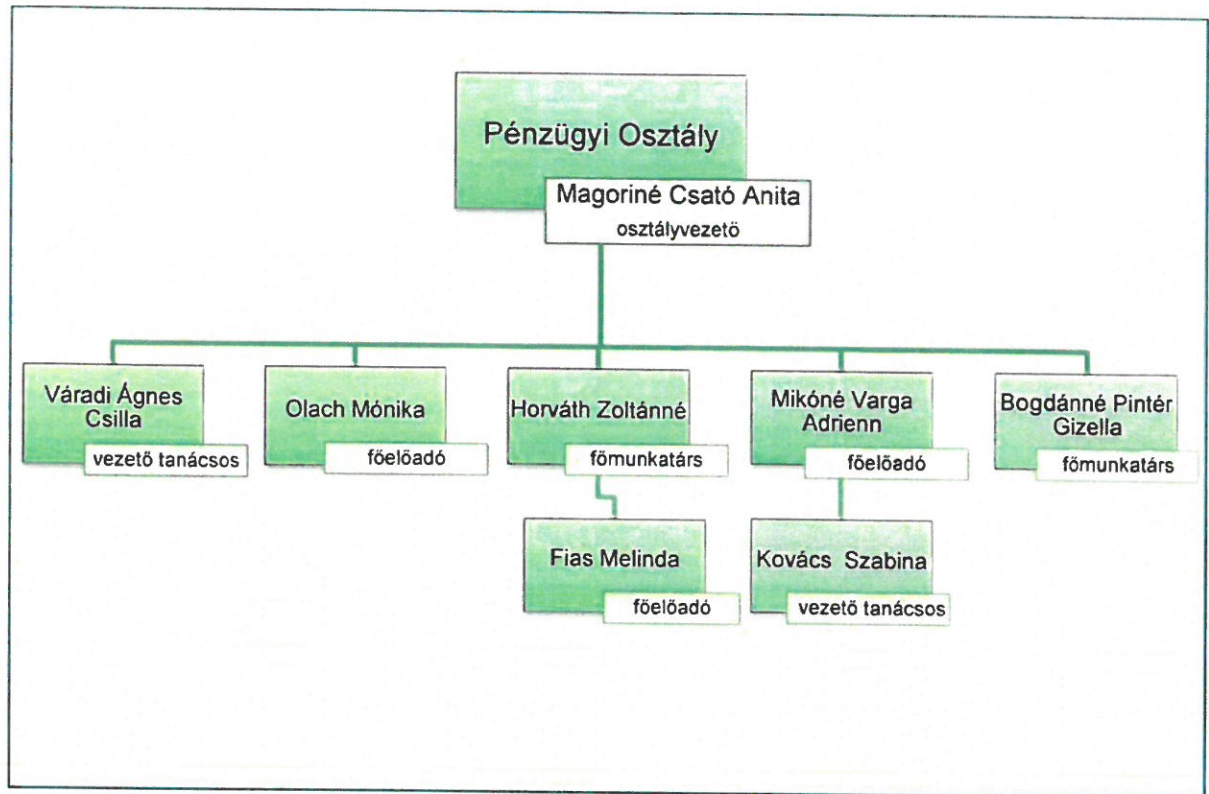 Pénzügyi Osztály
Magoriné Csató Anita
osztályvezető
Váradi Ágnes
Csilla
vezető tanácsos
Olach Mónika
főelőadó
Horváth Zoltánné
főmunkatárs
Mikóné Varga
Adrienn
főelőadó
Bogdánné Pintér
Gizella
főmunkatárs
Fias Melinda
főelőadó
Kovács Szabina
vezető tanácsos